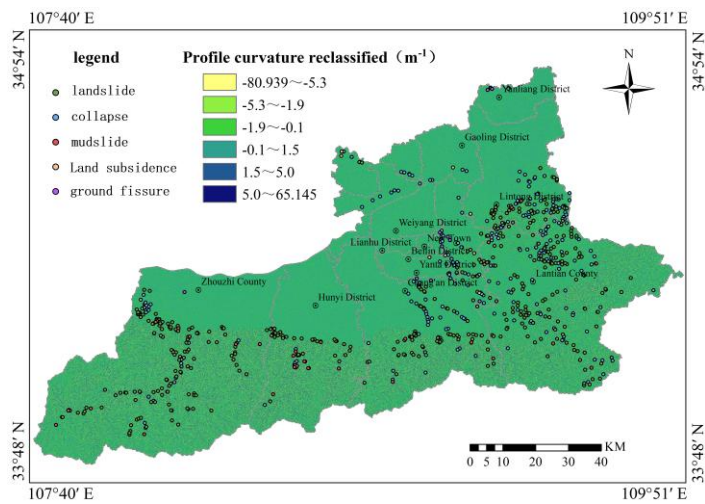 107°40′ E
109°51′ E
34°54′ N
34°54′ N
legend
landslide
collapse
mudslide
Land subsidence
ground fissure
Profile curvature reclassified（m⁻¹）
-80.939～-5.3
-5.3～-1.9
-1.9～-0.1
-0.1～1.5
1.5～5.0
5.0～65.145
N
Yanliang District
Gaoling District
Lintong District
Weiyang District
New Town
Lianhu District
Beilin District
Yanta District
Lantian County
Chang'an District
Zhouzhi County
Hunyi District
KM
0 5 10 20 30 40
33°48′ N
33°48′ N
107°40′ E
109°51′ E